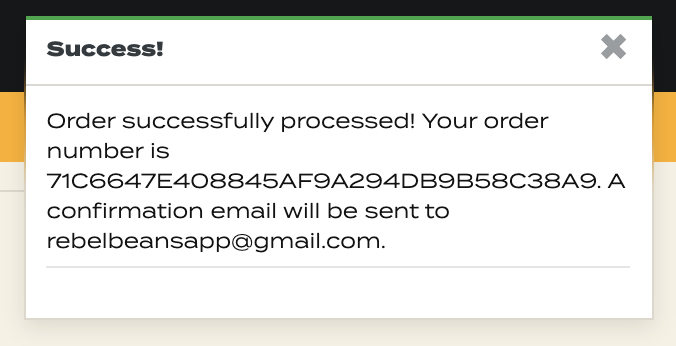 Success!
Order successfully processed! Your order
number is
71C6647E408845AF9A294DB9B58C38A9. A
confirmation email will be sent to
rebelbeansapp@gmail.com.